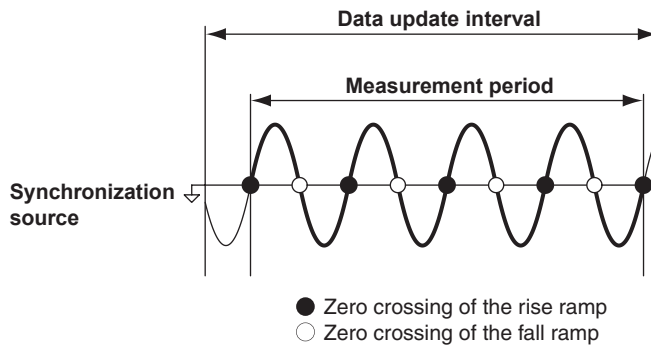 Data update interval
Measurement period
Synchronization
source
Zero crossing of the rise ramp
Zero crossing of the fall ramp